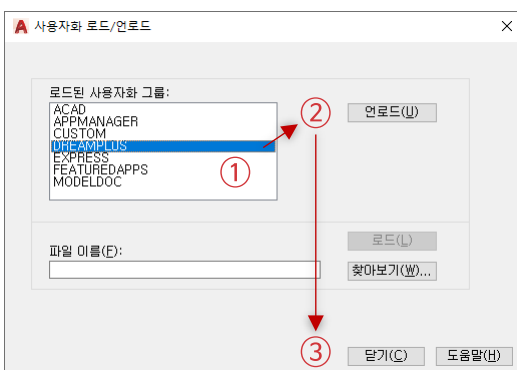 사용자화 로드/언로드
로드된 사용자화 그룹:
ACAD
APPMANAGER
CUSTOM
DREAMPLUS
EXPRESS
FEATUREDAPPS
MODELDOC
① ② ③
언로드(U)
파일 이름(F):
로드(L)
찾아보기(W)...
닫기(C) 도움말(H)